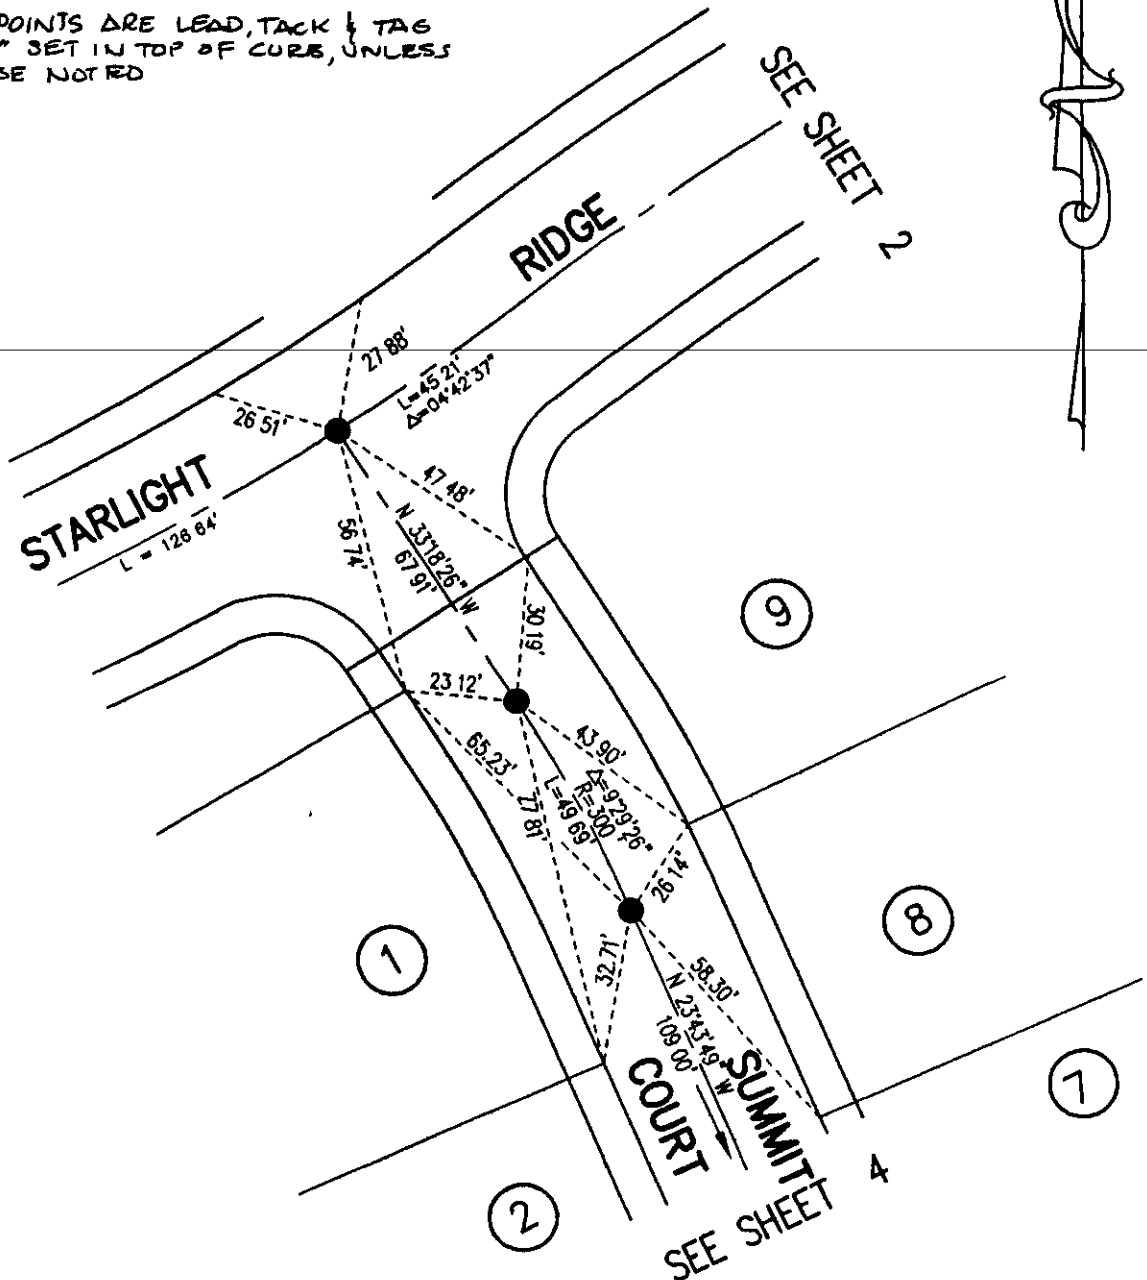 POINTS ARE LEAD, TACK & TAG
" SET IN TOP OF CURB, UNLESS
SE NOTED
SEE SHEET 2
RIDGE
27 88'
L=45 21'
Δ=04°42'37"
26 51'
STARLIGHT
L = 126 64'
47 48'
56 74'
N 33°18'26" W
67 91'
30 19'
9
23 12'
65.23'
43 90'
Δ=9°29'26"
R=300
L=49 69'
77 81'
26 14'
8
1
32.71'
58.30'
N 23°43'49" W
109 00'
SUMMIT
COURT
7
2
SEE SHEET 4